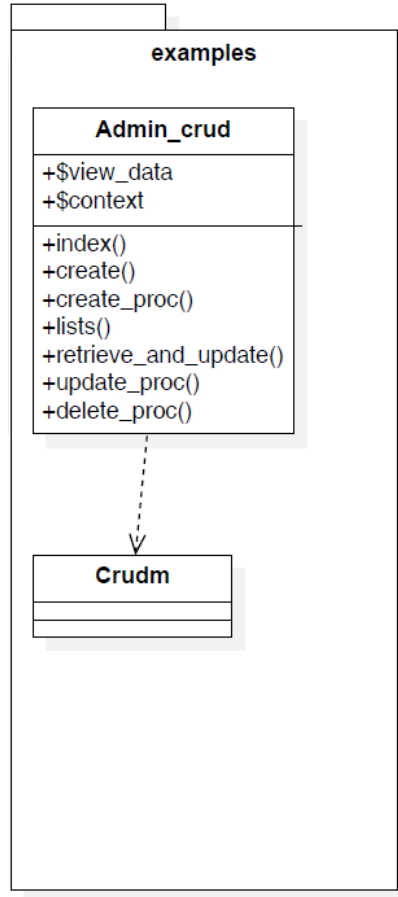 examples
Admin_crud
+$view_data
+$context
+index()
+create()
+create_proc()
+lists()
+retrieve_and_update()
+update_proc()
+delete_proc()
Crudm